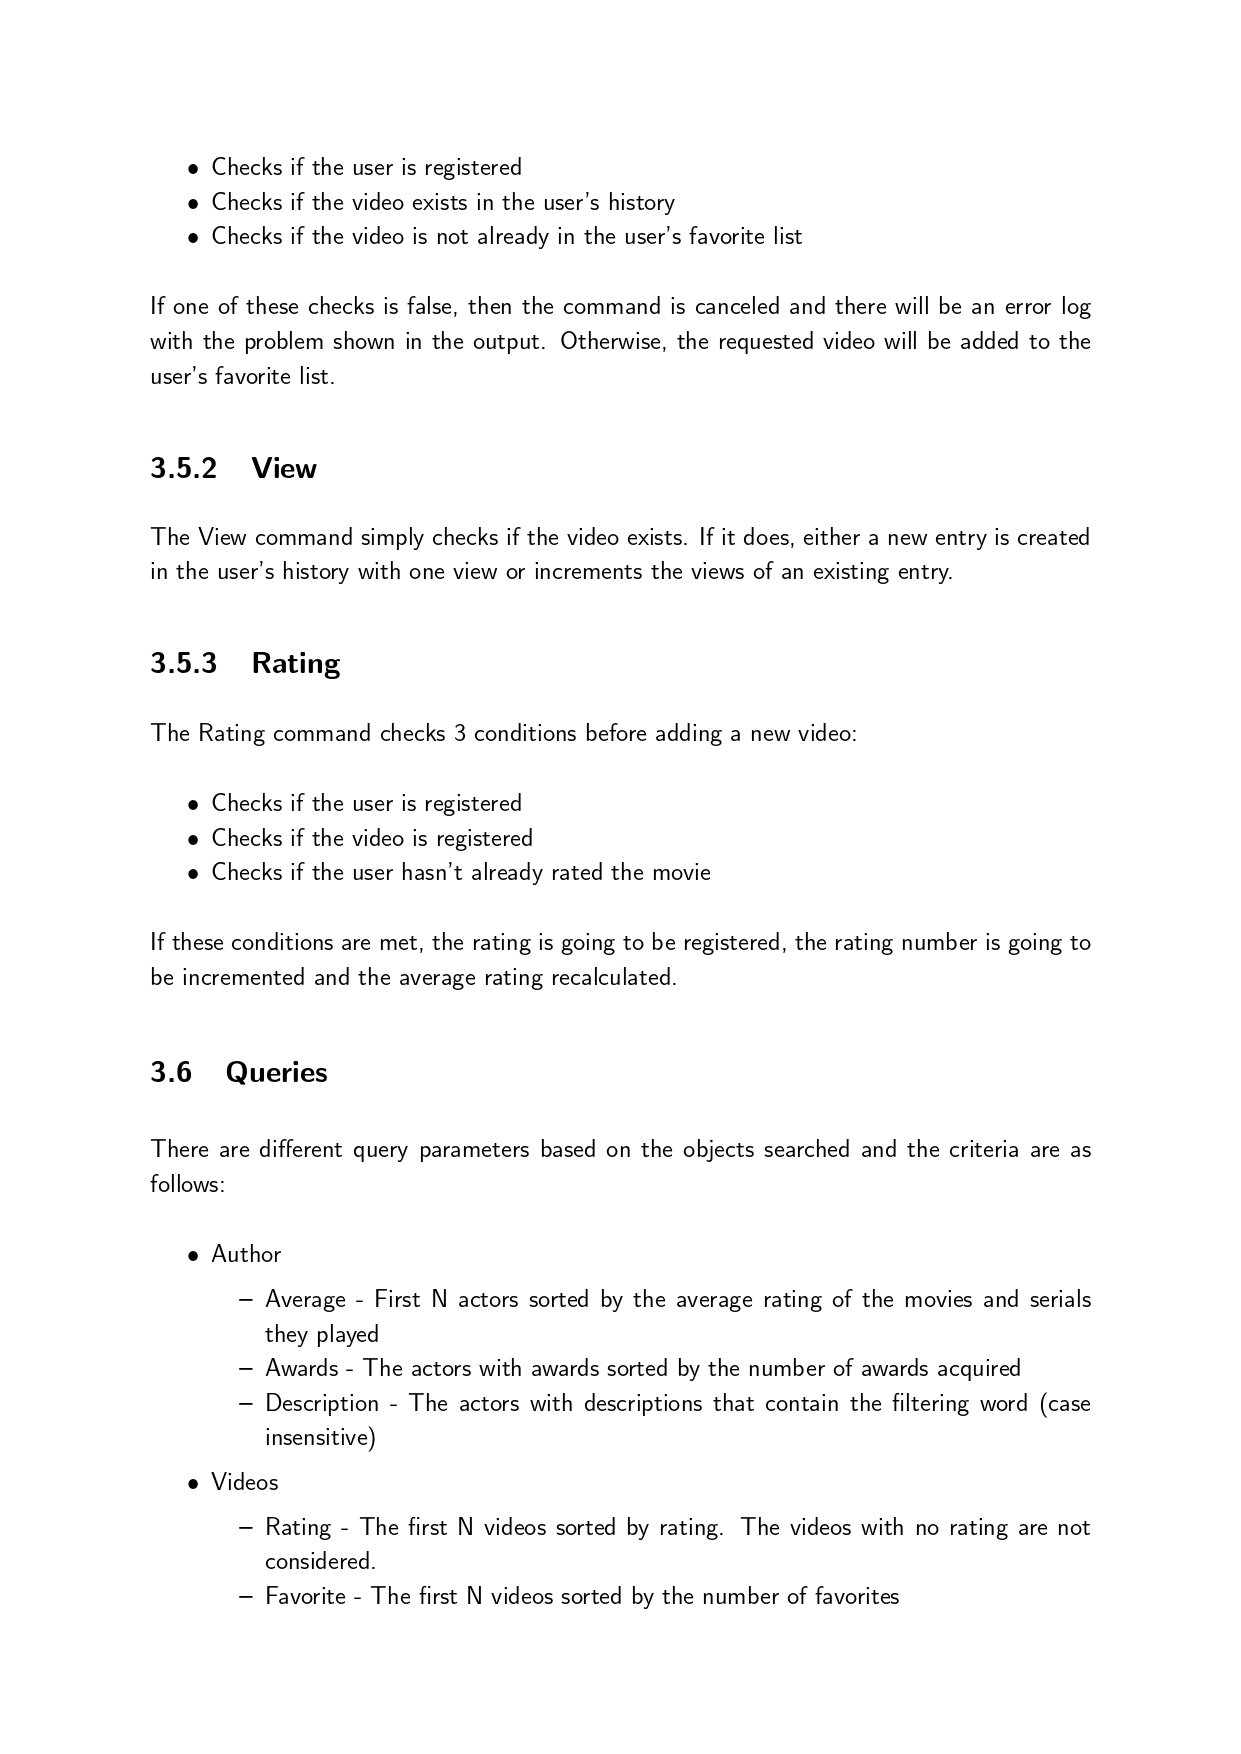 • Checks if the user is registered
• Checks if the video exists in the user's history
• Checks if the video is not already in the user's favorite list
If one of these checks is false, then the command is canceled and there will be an error log
with the problem shown in the output. Otherwise, the requested video will be added to the
user's favorite list.
3.5.2 View
The View command simply checks if the video exists. If it does, either a new entry is created
in the user's history with one view or increments the views of an existing entry.
3.5.3 Rating
The Rating command checks 3 conditions before adding a new video:
• Checks if the user is registered
• Checks if the video is registered
• Checks if the user hasn't already rated the movie
If these conditions are met, the rating is going to be registered, the rating number is going to
be incremented and the average rating recalculated.
3.6 Queries
There are different query parameters based on the objects searched and the criteria are as
follows:
• Author
– Average - First N actors sorted by the average rating of the movies and serials
they played
– Awards - The actors with awards sorted by the number of awards acquired
– Description - The actors with descriptions that contain the filtering word (case
insensitive)
• Videos
– Rating - The first N videos sorted by rating. The videos with no rating are not
considered.
– Favorite - The first N videos sorted by the number of favorites